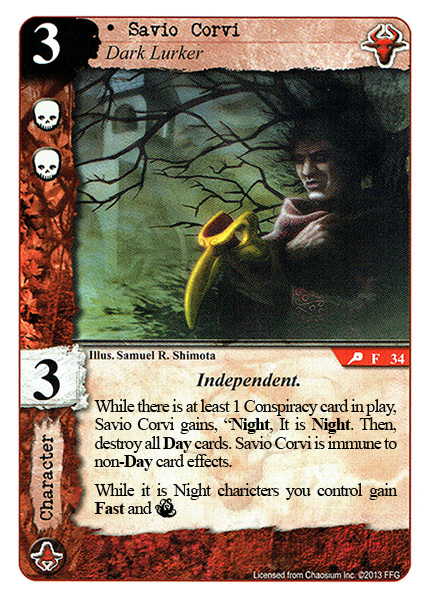 3
• Savio Corvi
Dark Lurker
Illus. Samuel R. Shimota
F 34
3
Character
Independent.
While there is at least 1 Conspiracy card in play,
Savio Corvi gains, “Night, It is Night. Then,
destroy all Day cards. Savio Corvi is immune to
non-Day card effects.
While it is Night charicters you control gain
Fast and
Licensed from Chaosium Inc. ©2013 FFG